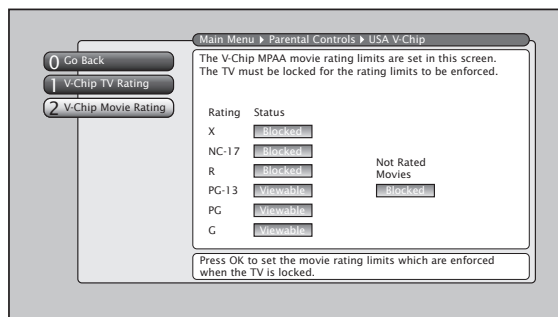 Main Menu ▶ Parental Controls ▶ USA V-Chip
0 Go Back
1 V-Chip TV Rating
2 V-Chip Movie Rating
The V-Chip MPAA movie rating limits are set in this screen.
The TV must be locked for the rating limits to be enforced.
Rating Status
X Blocked
NC-17 Blocked
R Blocked
PG-13 Viewable
PG Viewable
G Viewable
Not Rated
Movies
Blocked
Press OK to set the movie rating limits which are enforced
when the TV is locked.